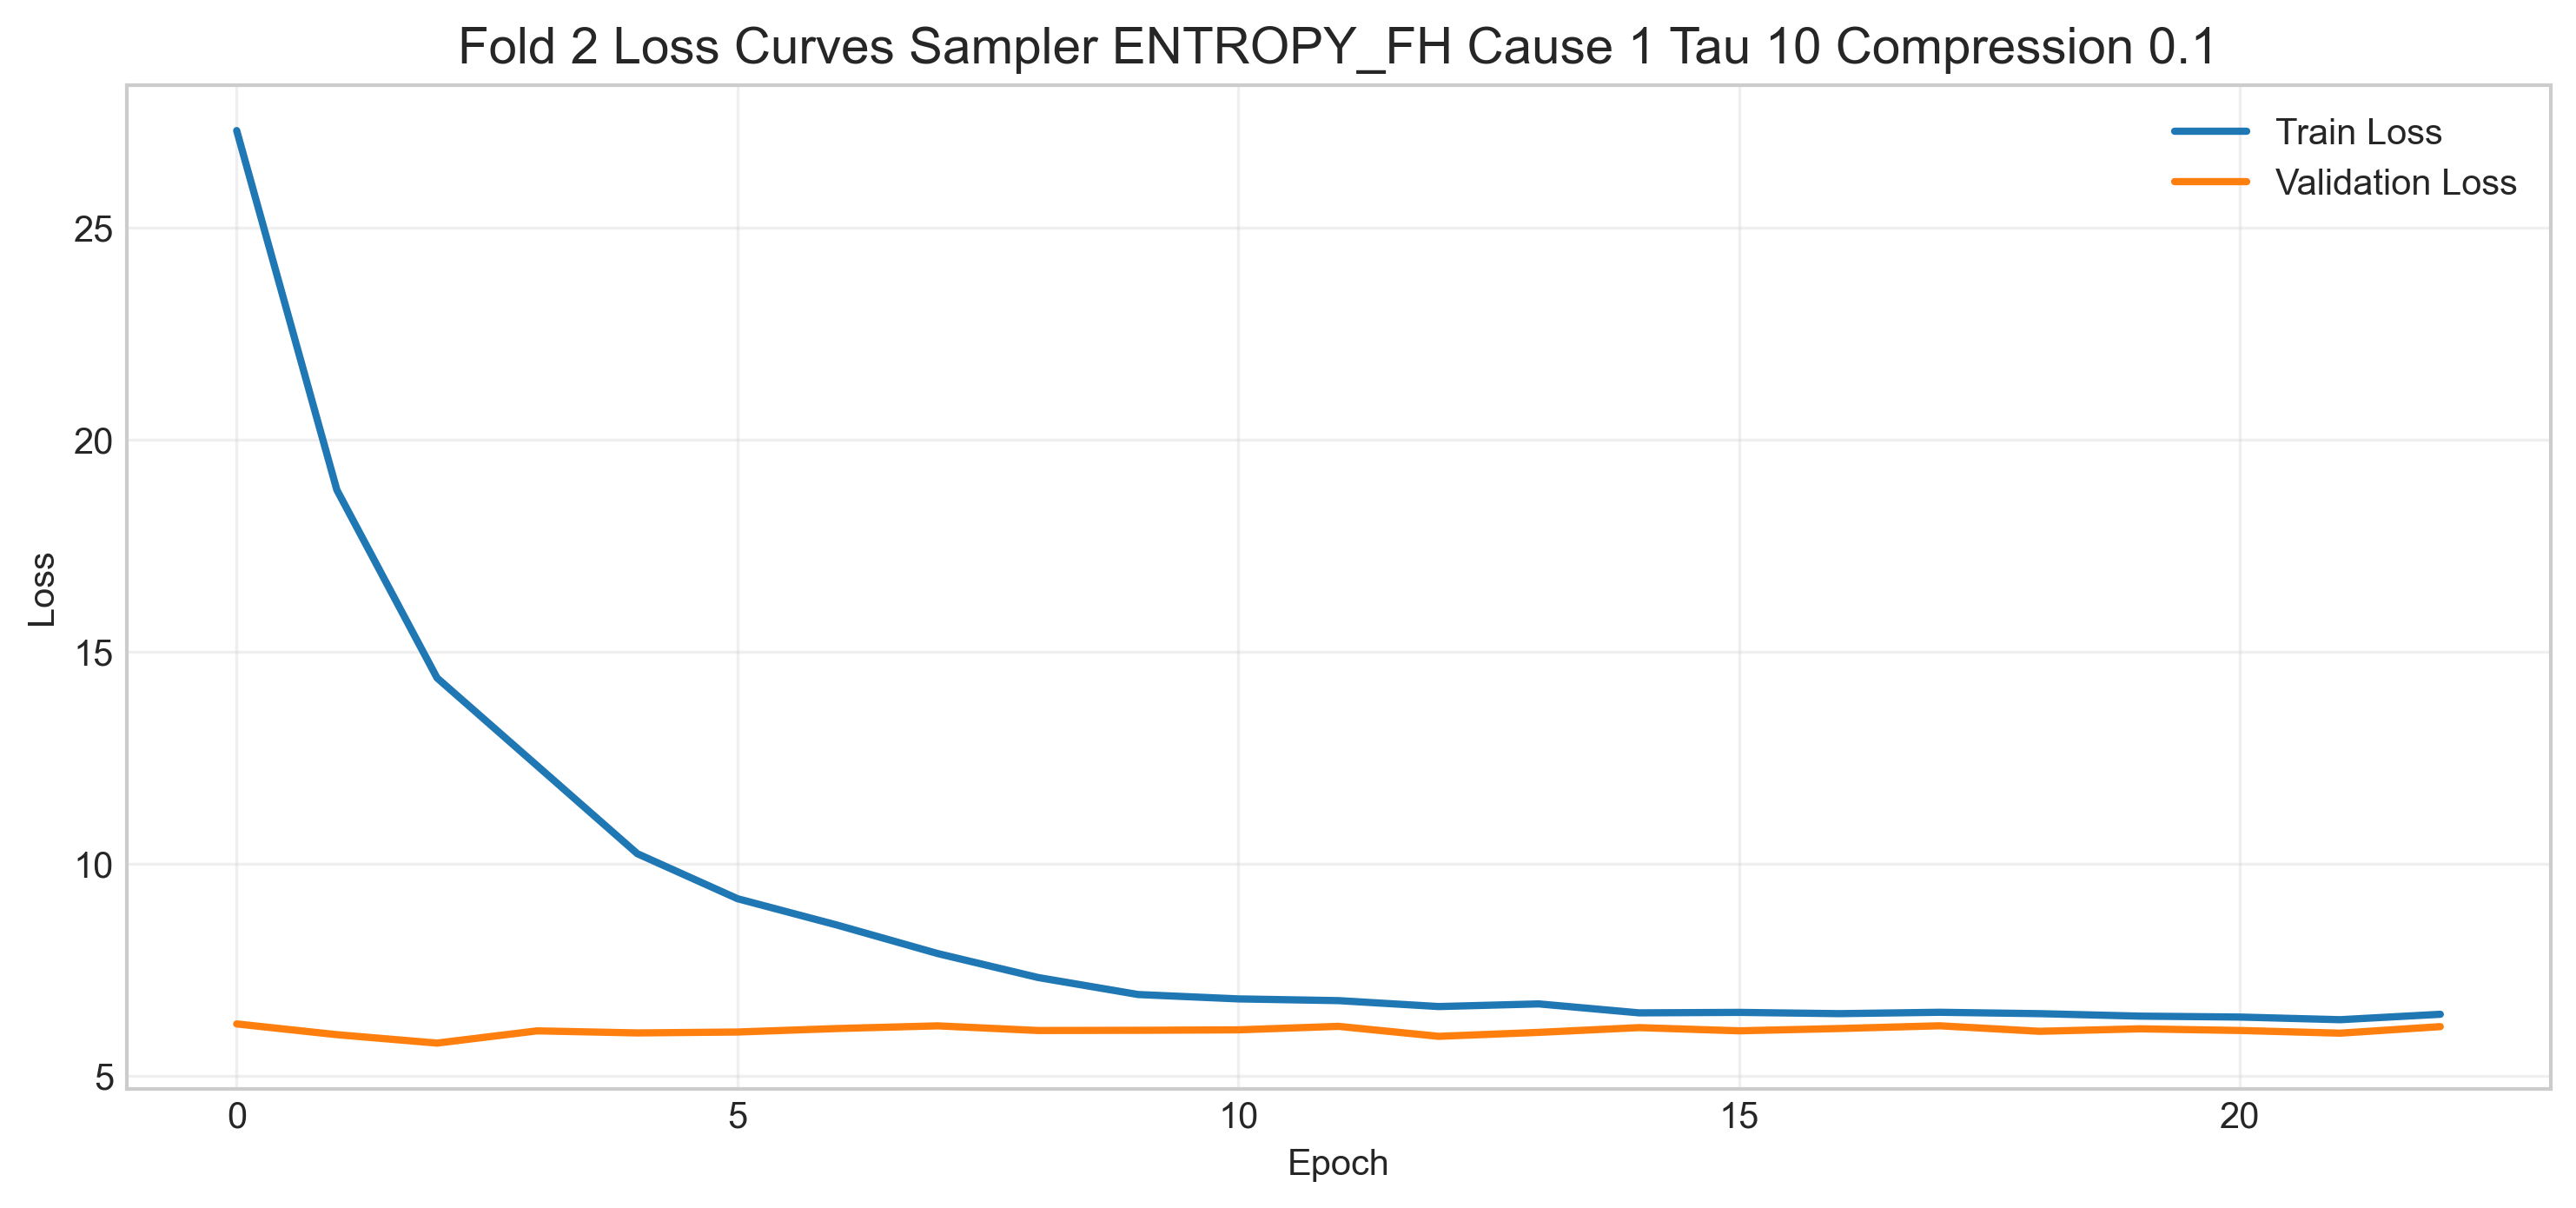 Fold 2 Loss Curves Sampler ENTROPY_FH Cause 1 Tau 10 Compression 0.1
Train Loss
Validation Loss
25
20
15
10
5
Loss
0 5 10 15 20
Epoch